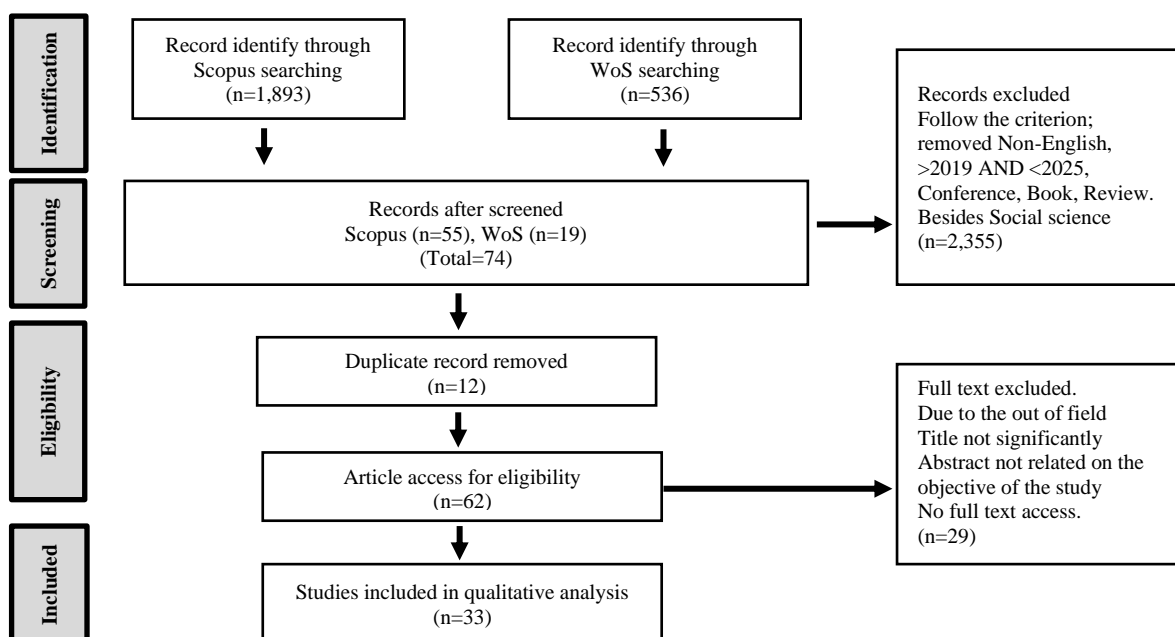 Identification
Record identify through
Scopus searching
(n=1,893)
Record identify through
WoS searching
(n=536)
Records excluded
Follow the criterion;
removed Non-English,
>2019 AND <2025,
Conference, Book, Review.
Besides Social science
(n=2,355)
Screening
Records after screened
Scopus (n=55), WoS (n=19)
(Total=74)
Eligibility
Duplicate record removed
(n=12)
Article access for eligibility
(n=62)
Full text excluded.
Due to the out of field
Title not significantly
Abstract not related on the
objective of the study
No full text access.
(n=29)
Included
Studies included in qualitative analysis
(n=33)